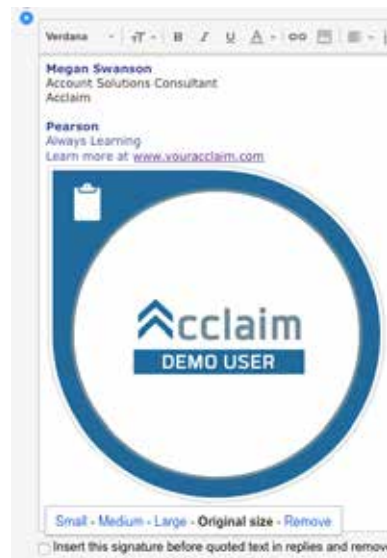 Verdana
Megan Swanson
Account Solutions Consultant
Acclaim
Pearson
Always Learning
Learn more at www.youracclaim.com
Acclaim
DEMO USER
Small - Medium - Large - Original size - Remove
Insert this signature before quoted text in replies and remov